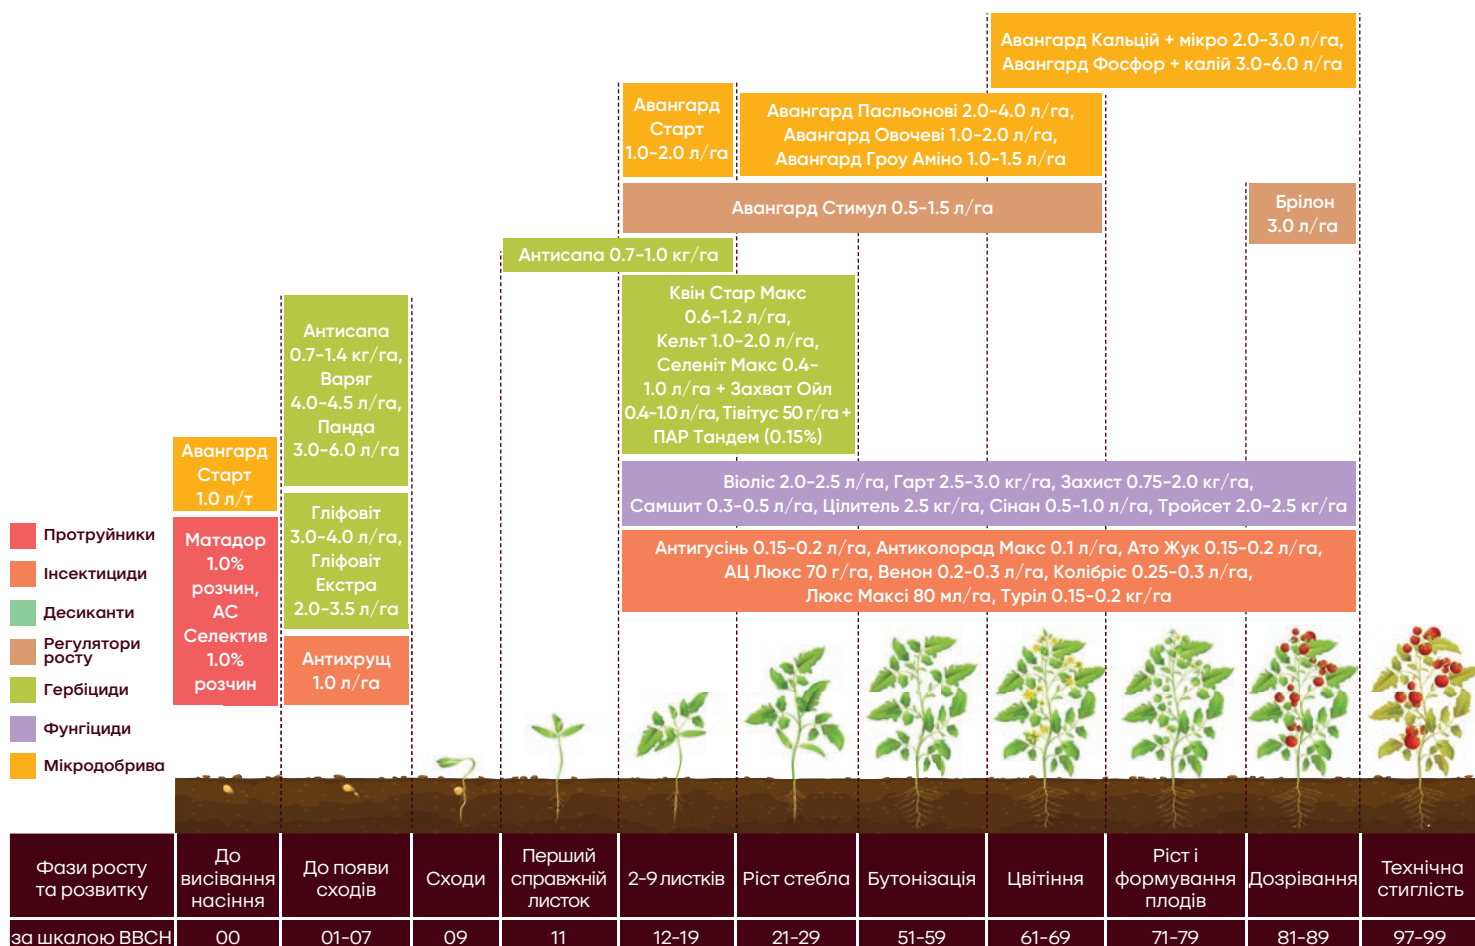 Авангард Кальцій + мікро 2.0-3.0 л/га,
Авангард Фосфор + калій 3.0-6.0 л/га
Авангард
Старт
1.0-2.0 л/га
Авангард Пасльонові 2.0-4.0 л/га,
Авангард Овочеві 1.0-2.0 л/га,
Авангард Гроу Аміно 1.0-1.5 л/га
Авангард Стимул 0.5-1.5 л/га
Брілон
3.0 л/га
Антисапа 0.7-1.0 кг/га
Квін Стар Макс
0.6-1.2 л/га,
Кельт 1.0-2.0 л/га,
Селеніт Макс 0.4-
1.0 л/га + Захват Ойл
0.4-1.0 л/га, Тівітус 50 г/га +
ПАР Тандем (0.15%)
Антисапа
0.7-1.4 кг/га,
Варяг
4.0-4.5 л/га,
Панда
3.0-6.0 л/га
Авангард
Старт
1.0 л/т
Віоліс 2.0-2.5 л/га, Гарт 2.5-3.0 кг/га, Захист 0.75-2.0 кг/га,
Самшит 0.3-0.5 л/га, Цілитель 2.5 кг/га, Сінан 0.5-1.0 л/га, Тройсет 2.0-2.5 кг/га
Гліфовіт
3.0-4.0 л/га,
Гліфовіт
Екстра
2.0-3.5 л/га
Матадор
1.0%
розчин,
АС
Селектив
1.0%
розчин
Антигусінь 0.15-0.2 л/га, Антиколорад Макс 0.1 л/га, Ато Жук 0.15-0.2 л/га,
АЦ Люкс 70 г/га, Венон 0.2-0.3 л/га, Колібріс 0.25-0.3 л/га,
Люкс Максі 80 мл/га, Туріл 0.15-0.2 кг/га
Антихрущ
1.0 л/га
Протруйники
Інсектициди
Десиканти
Регулятори
росту
Гербіциди
Фунгіциди
Мікродобрива
Фази росту
та розвитку
До
висівання
насіння
До появи
сходів
Сходи
Перший
справжній
листок
2-9 листків
Ріст стебла
Бутонізація
Цвітіння
Ріст і
формування
плодів
Дозрівання
Технічна
стиглість
за шкалою ВВСН
00
01-07
09
11
12-19
21-29
51-59
61-69
71-79
81-89
97-99